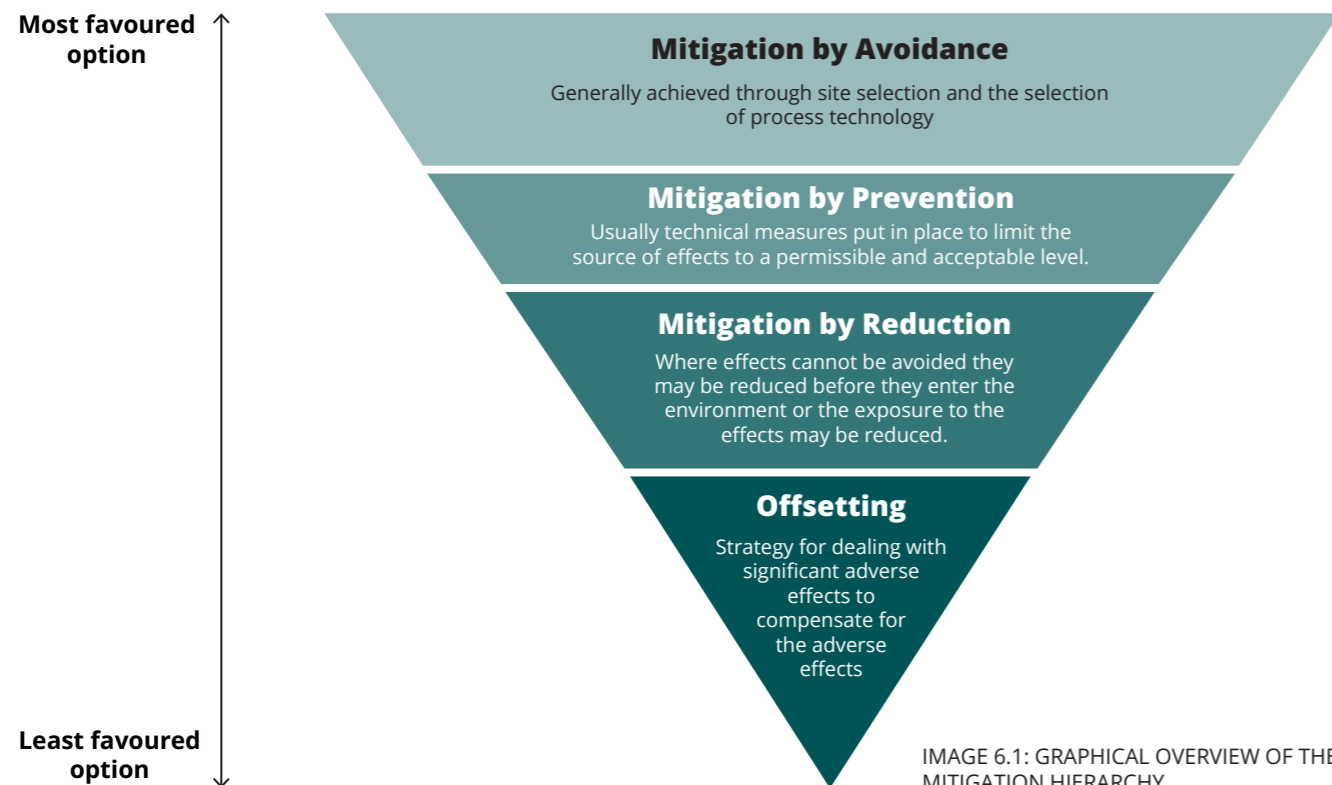 Most favoured
option
Mitigation by Avoidance
Generally achieved through site selection and the selection
of process technology
Mitigation by Prevention
Usually technical measures put in place to limit the
source of effects to a permissible and acceptable level.
Mitigation by Reduction
Where effects cannot be avoided they
may be reduced before they enter the
environment or the exposure to the
effects may be reduced.
Offsetting
Strategy for dealing with
significant adverse
effects to
compensate for
the adverse
effects
Least favoured
option
IMAGE 6.1: GRAPHICAL OVERVIEW OF THE
MITIGATION HIERARCHY